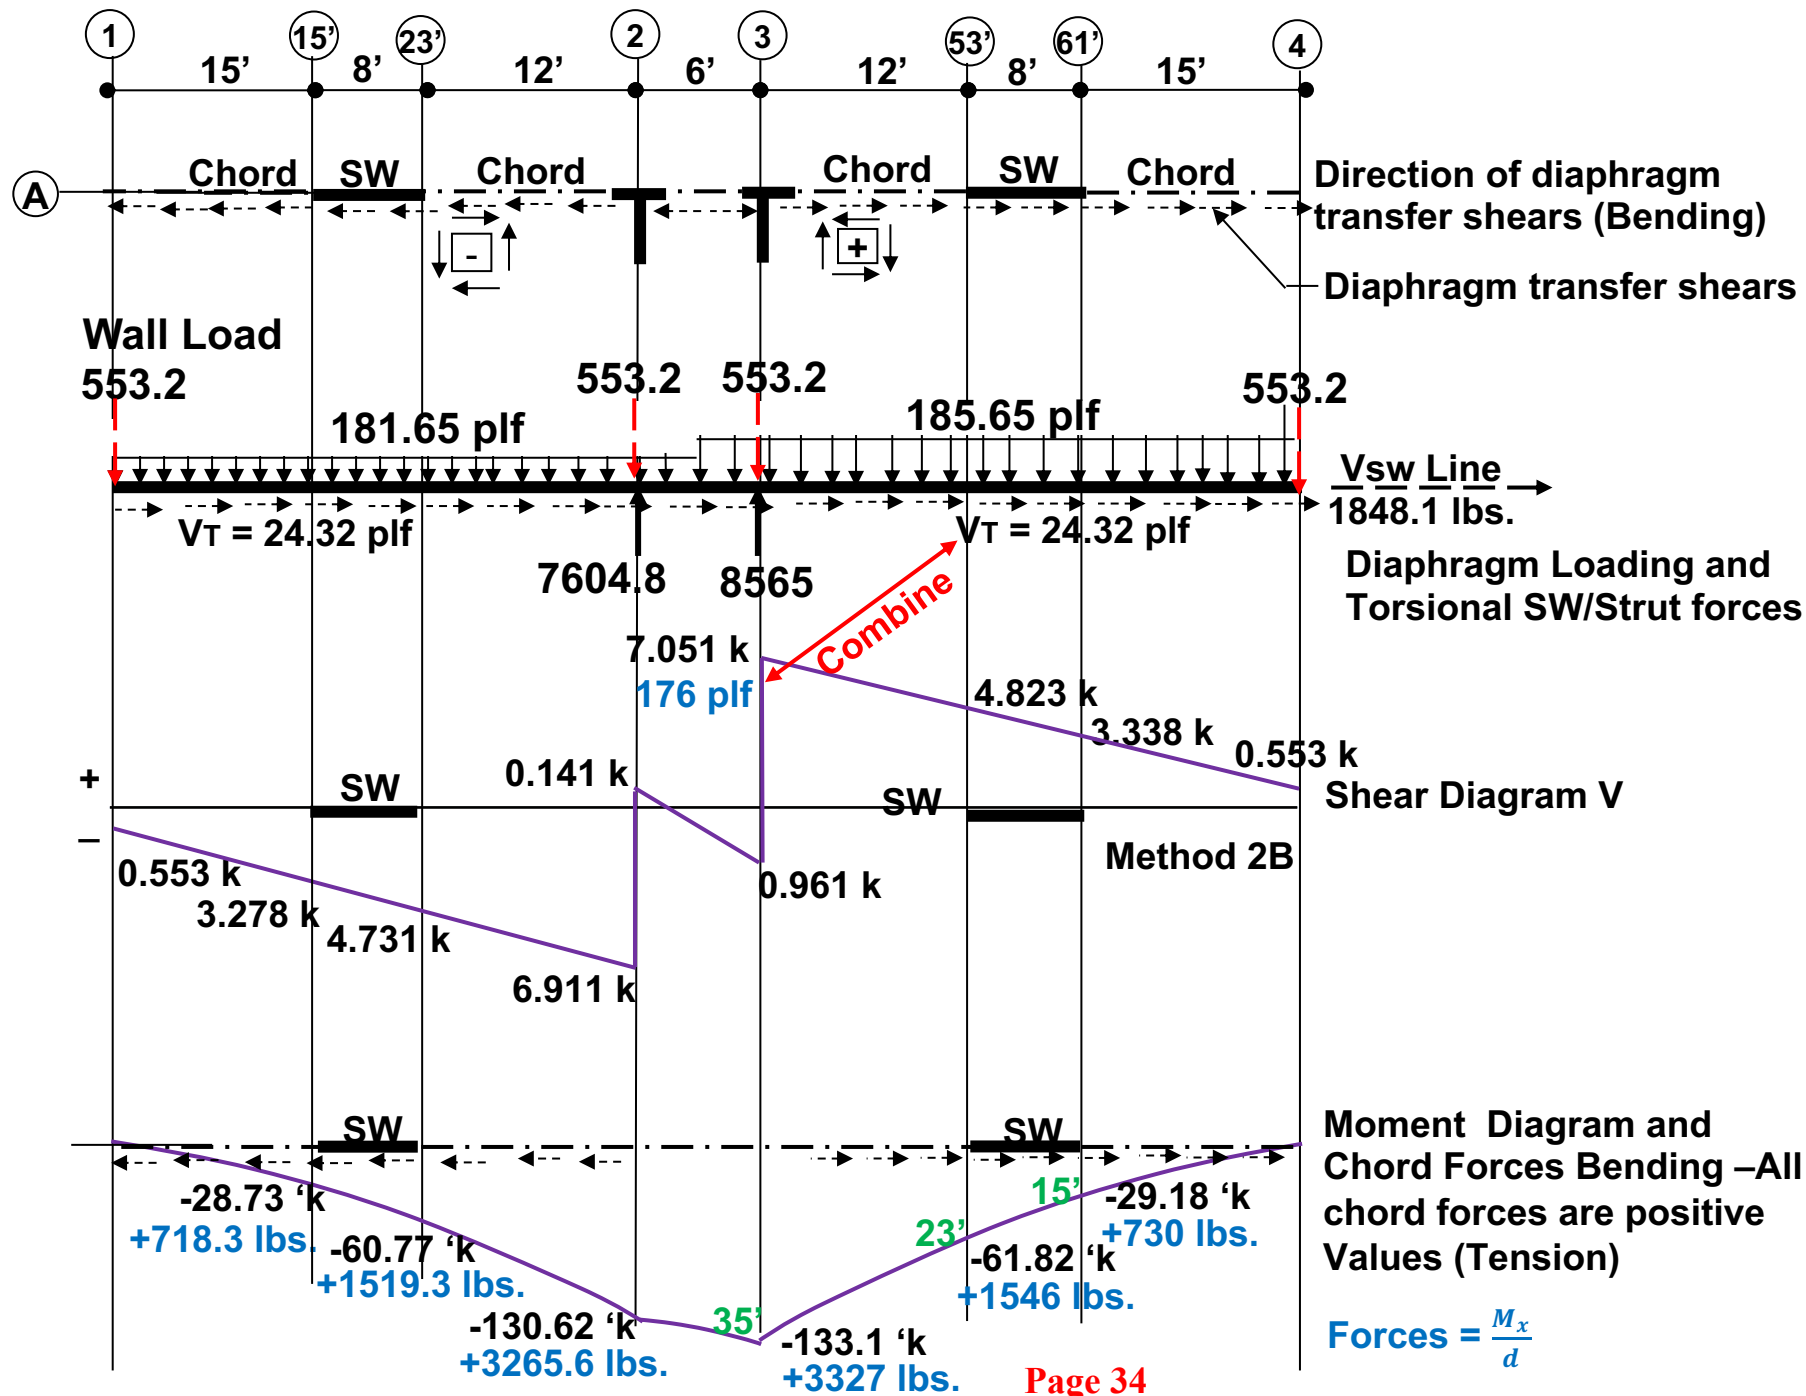 1 15’ 23’ 2 3 53’ 61’ 4
15’ 8’ 12’ 6’ 12’ 8’ 15’
A
Chord SW Chord Chord SW Chord
Direction of diaphragm
transfer shears (Bending)
- +
Diaphragm transfer shears
Wall Load
553.2 553.2 553.2 553.2
181.65 plf 185.65 plf
Vsw Line
1848.1 lbs.
VT = 24.32 plf VT = 24.32 plf
7604.8 8565
Combine
Diaphragm Loading and
Torsional SW/Strut forces
7.051 k
176 plf
4.823 k
3.338 k
0.553 k
+
–
SW 0.141 k SW
Shear Diagram V
Method 2B
0.553 k
3.278 k
4.731 k
6.911 k
0.961 k
SW SW
Moment Diagram and
Chord Forces Bending –All
chord forces are positive
Values (Tension)
-28.73 ‘k
+718.3 lbs.
-60.77 ‘k
+1519.3 lbs.
-130.62 ‘k
+3265.6 lbs.
35’
-133.1 ‘k
+3327 lbs.
23’
-61.82 ‘k
+1546 lbs.
15’
-29.18 ‘k
+730 lbs.
Forces = Mx/d
Page 34